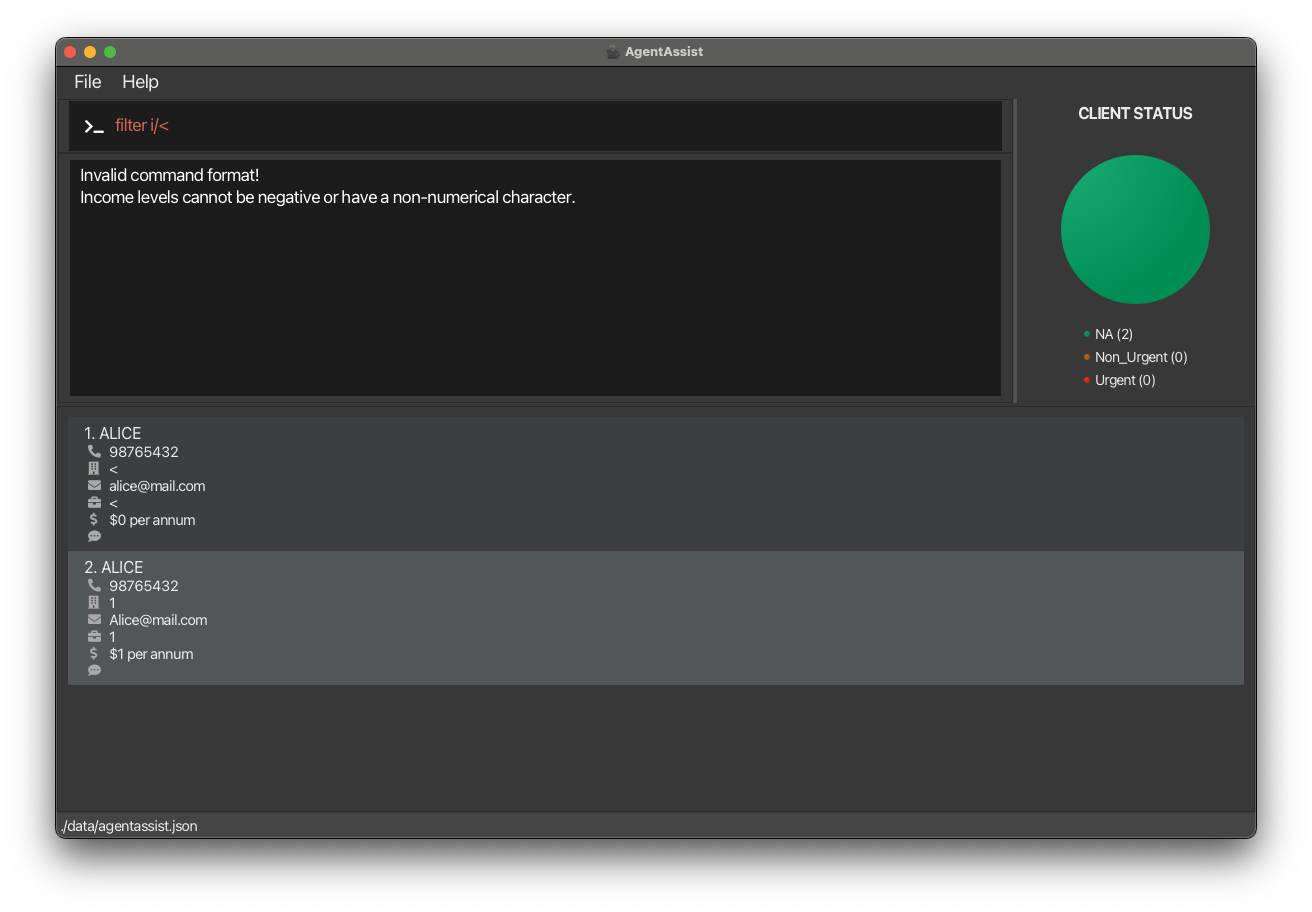 AgentAssist
File Help
filter i/<
Invalid command format!
Income levels cannot be negative or have a non-numerical character.
CLIENT STATUS
NA (2)
Non_Urgent (0)
Urgent (0)
1. ALICE
98765432
<
alice@mail.com
<
$0 per annum
2. ALICE
98765432
1
Alice@mail.com
1
$1 per annum
./data/agentassist.json